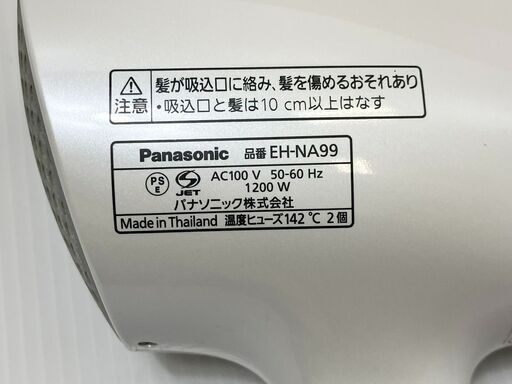 注意
髪が吸込口に絡み、髪を傷めるおそれあり
・吸込口と髪は10 cm以上はなす
Panasonic 品番 EH-NA99
PS E JET AC100 V 50-60 Hz
1200 W
パナソニック株式会社
Made in Thailand 温度ヒューズ142 ℃ 2個